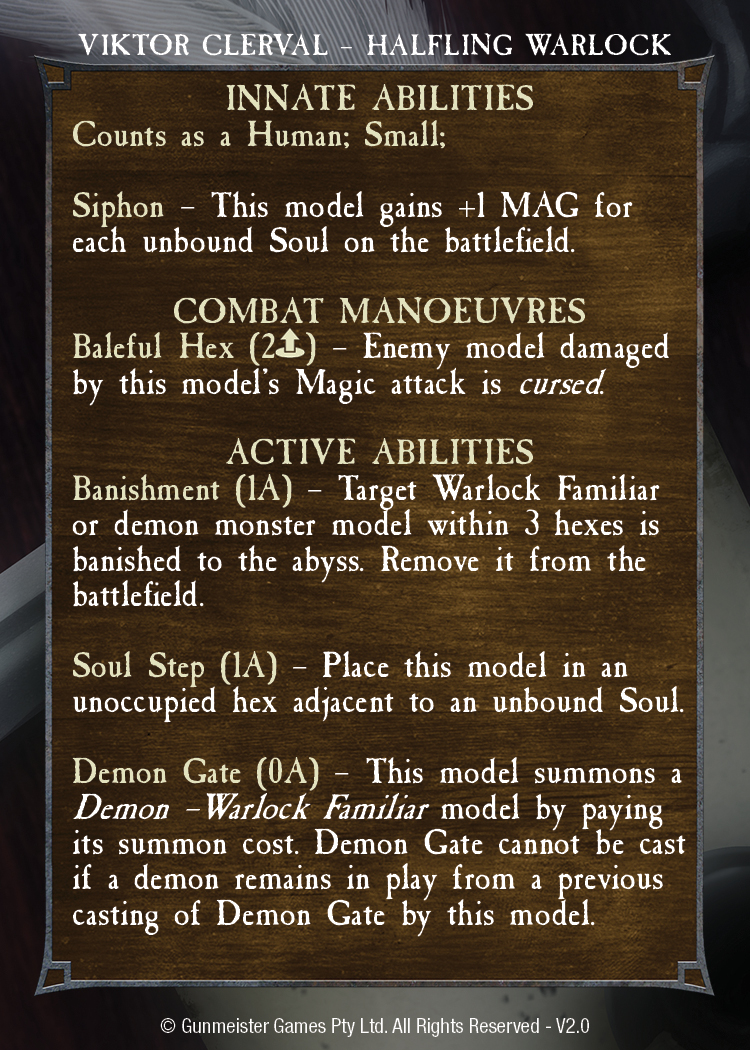 VIKTOR CLERVAL – HALFLING WARLOCK
INNATE ABILITIES
Counts as a Human; Small;
Siphon – This model gains +1 MAG for
each unbound Soul on the battlefield.
COMBAT MANOEUVRES
Baleful Hex (2) – Enemy model damaged
by this model's Magic attack is cursed.
ACTIVE ABILITIES
Banishment (1A) – Target Warlock Familiar
or demon monster model within 3 hexes is
banished to the abyss. Remove it from the
battlefield.
Soul Step (1A) – Place this model in an
unoccupied hex adjacent to an unbound Soul.
Demon Gate (0A) – This model summons a
Demon –Warlock Familiar model by paying
its summon cost. Demon Gate cannot be cast
if a demon remains in play from a previous
casting of Demon Gate by this model.
© Gunmeister Games Pty Ltd. All Rights Reserved - V2.0